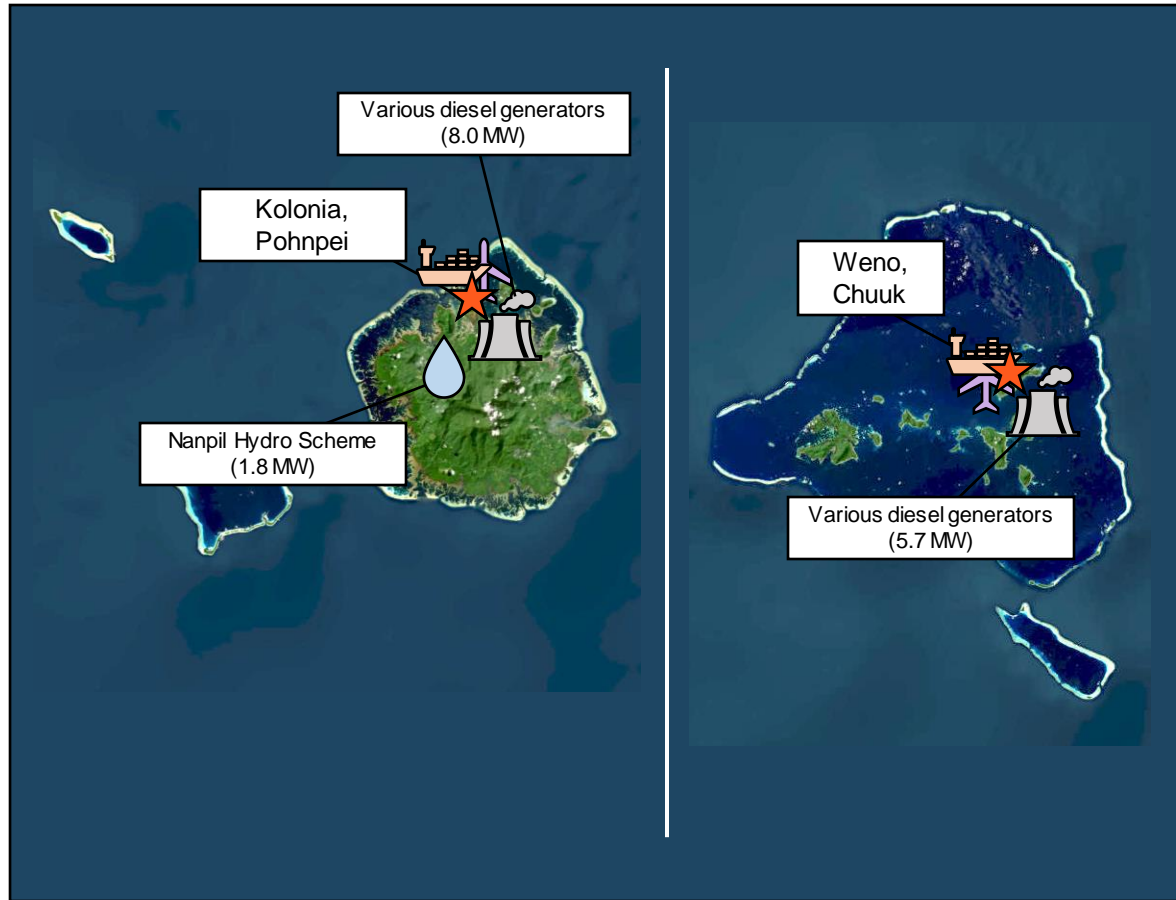 Various diesel generators
(8.0 MW)
Kolonia,
Pohnpei
Nanpil Hydro Scheme
(1.8 MW)
Weno,
Chuuk
Various diesel generators
(5.7 MW)